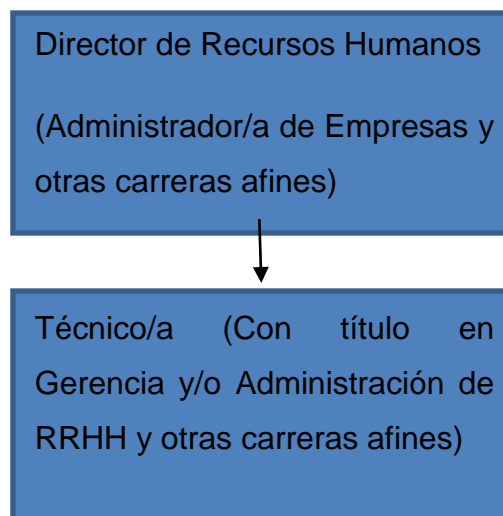 Director de Recursos Humanos
(Administrador/a de Empresas y
otras carreras afines)
Técnico/a (Con título en
Gerencia y/o Administración de
RRHH y otras carreras afines)